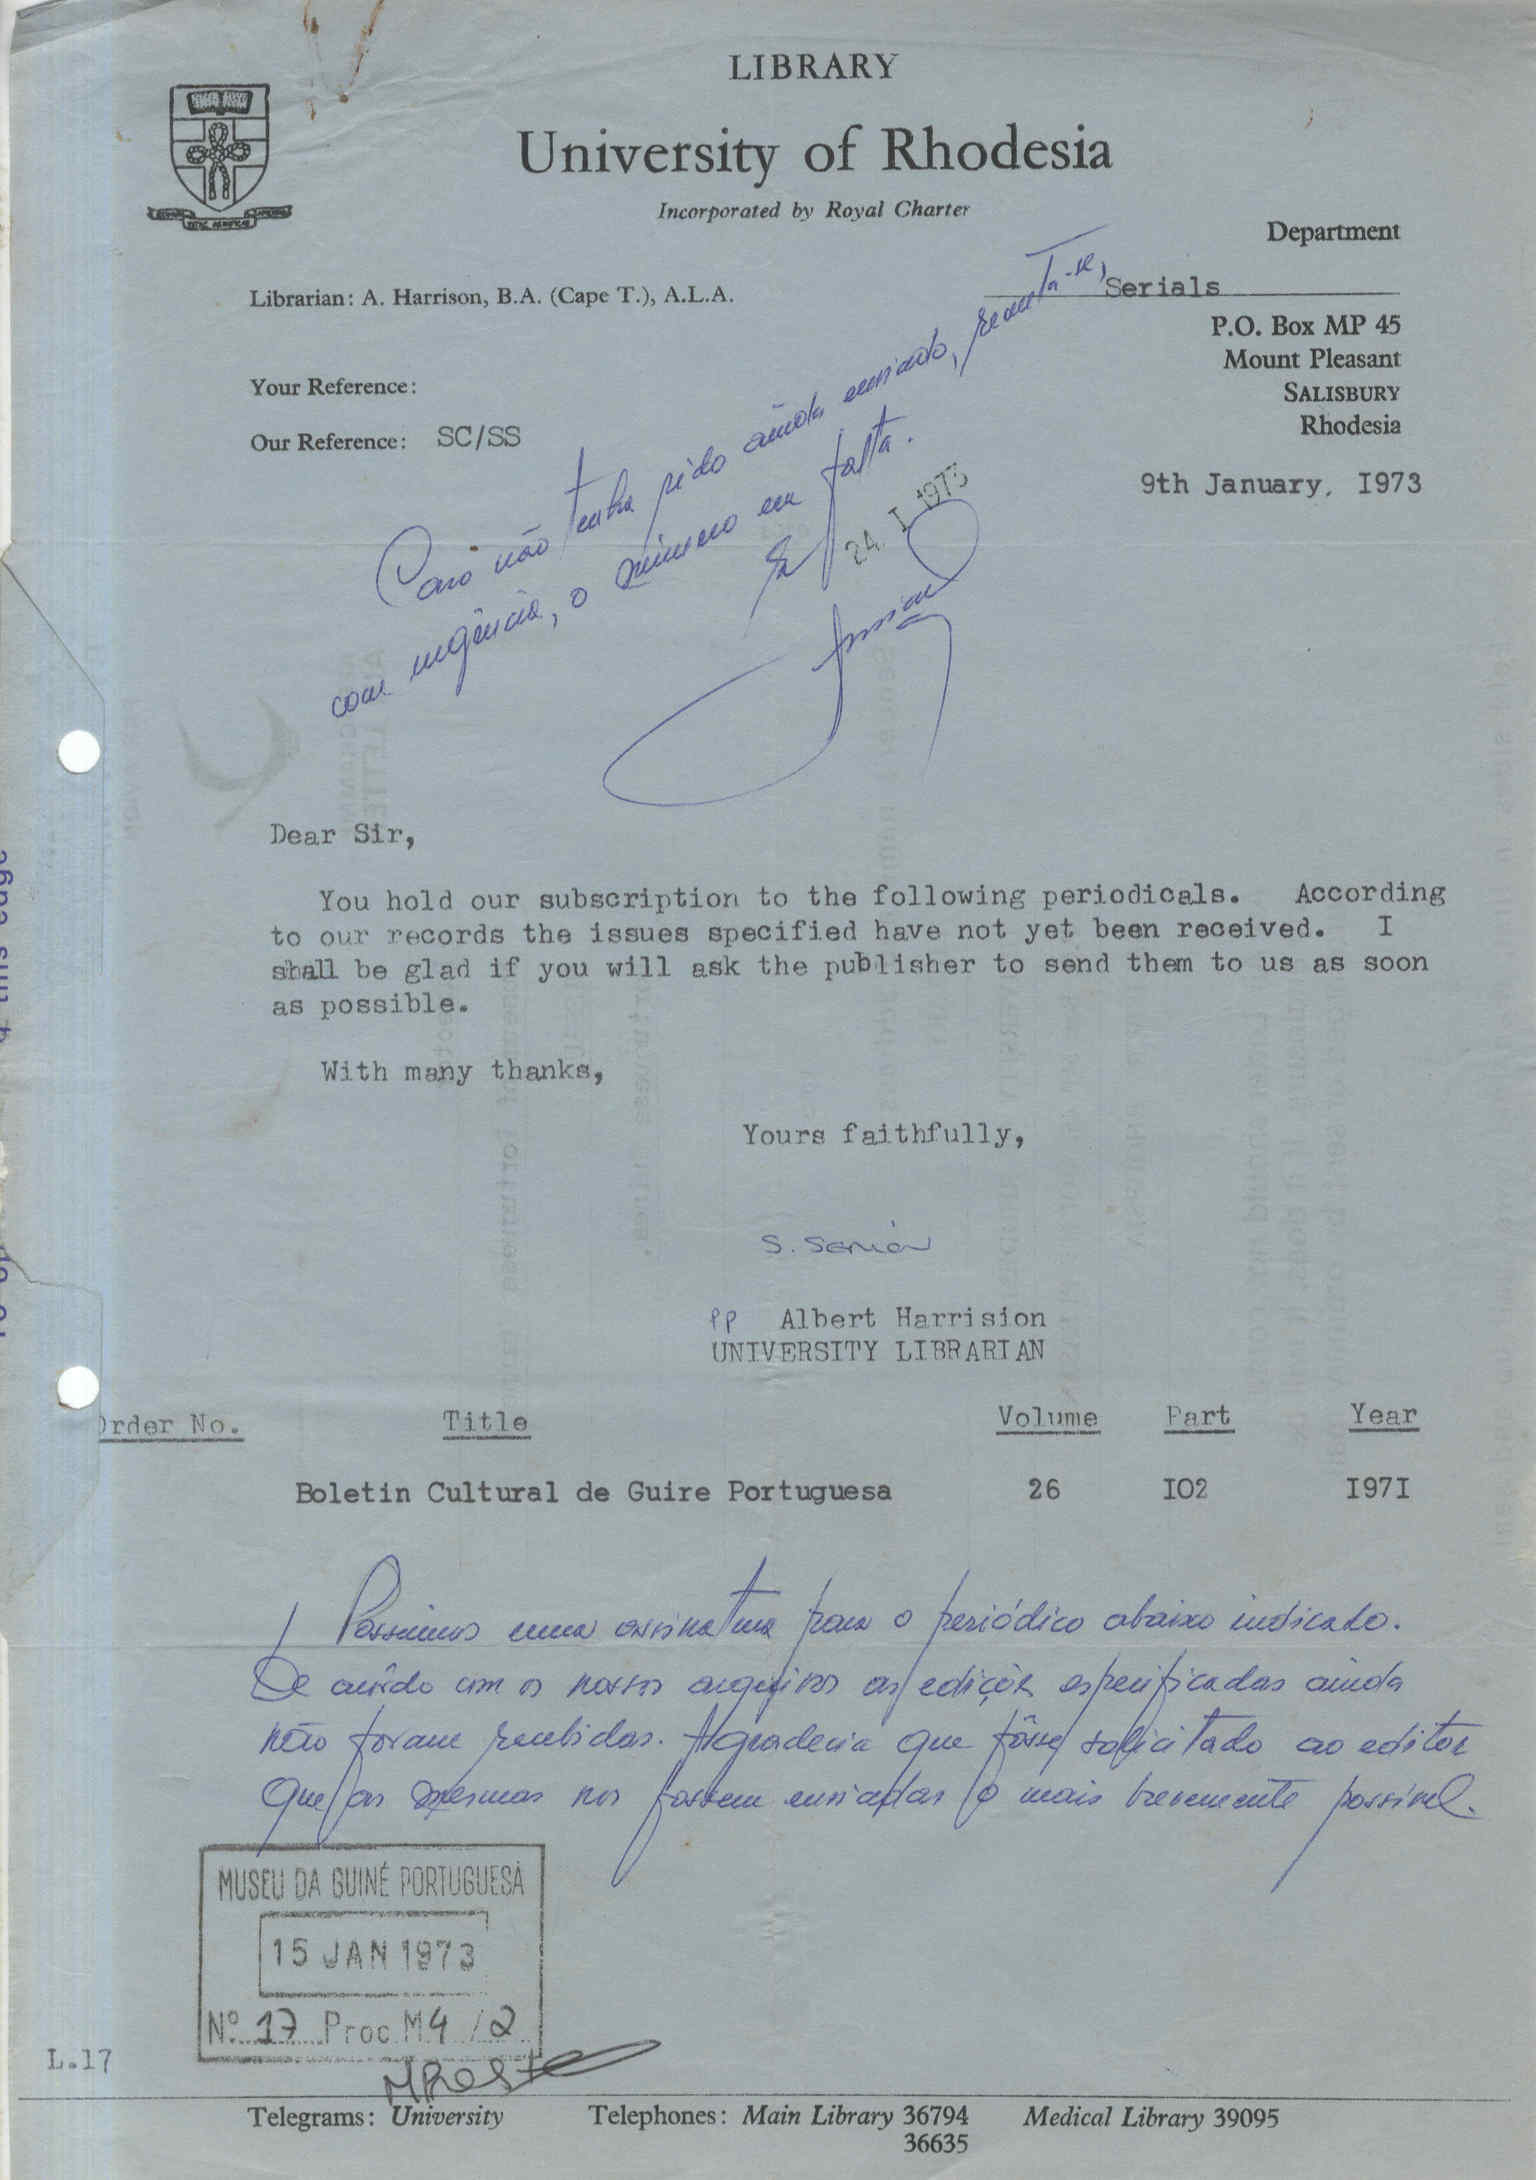 LIBRARY
University of Rhodesia
Incorporated by Royal Charter
Department
Librarian: A. Harrison, B.A. (Cape T.), A.L.A.
Serials
P.O. Box MP 45
Mount Pleasant
SALISBURY
Rhodesia
Your Reference:
Our Reference: SC/SS
9th January, I973
Caso não tenha sido ainda enviado, remeta-se,
com urgência, o número em falta.
24 I 1973
Dear Sir,
You hold our subscription to the following periodicals. According
to our records the issues specified have not yet been received. I
shall be glad if you will ask the publisher to send them to us as soon
as possible.
With many thanks,
Yours faithfully,
S.
pp Albert Harrision
UNIVERSITY LIBRARIAN
Order No. Title Volume Part Year
Boletin Cultural de Guire Portuguesa 26 IO2 I97I
Possuimos uma assinatura para o periódico abaixo indicado.
De acôrdo com os nossos arquivos as edições especificadas ainda
não foram recebidas. Agradecia que fôsse solicitado ao editor
que as mesmas nos fossem enviadas o mais brevemente possível.
MUSEU DA GUINÉ PORTUGUESA
15 JAN 1973
Nº 17 Proc M4 /2
L.17
Telegrams: University Telephones: Main Library 36794 Medical Library 39095
36635